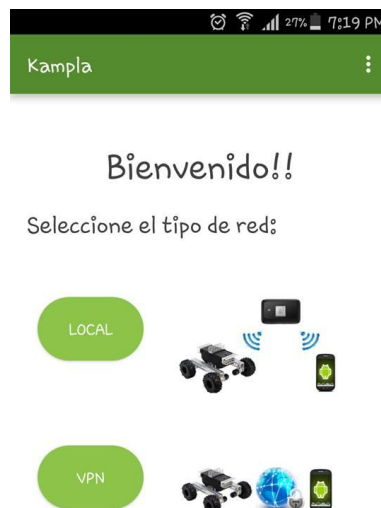 27% 7:19 PM
Kampla
Bienvenido!!
Seleccione el tipo de red:
LOCAL
VPN